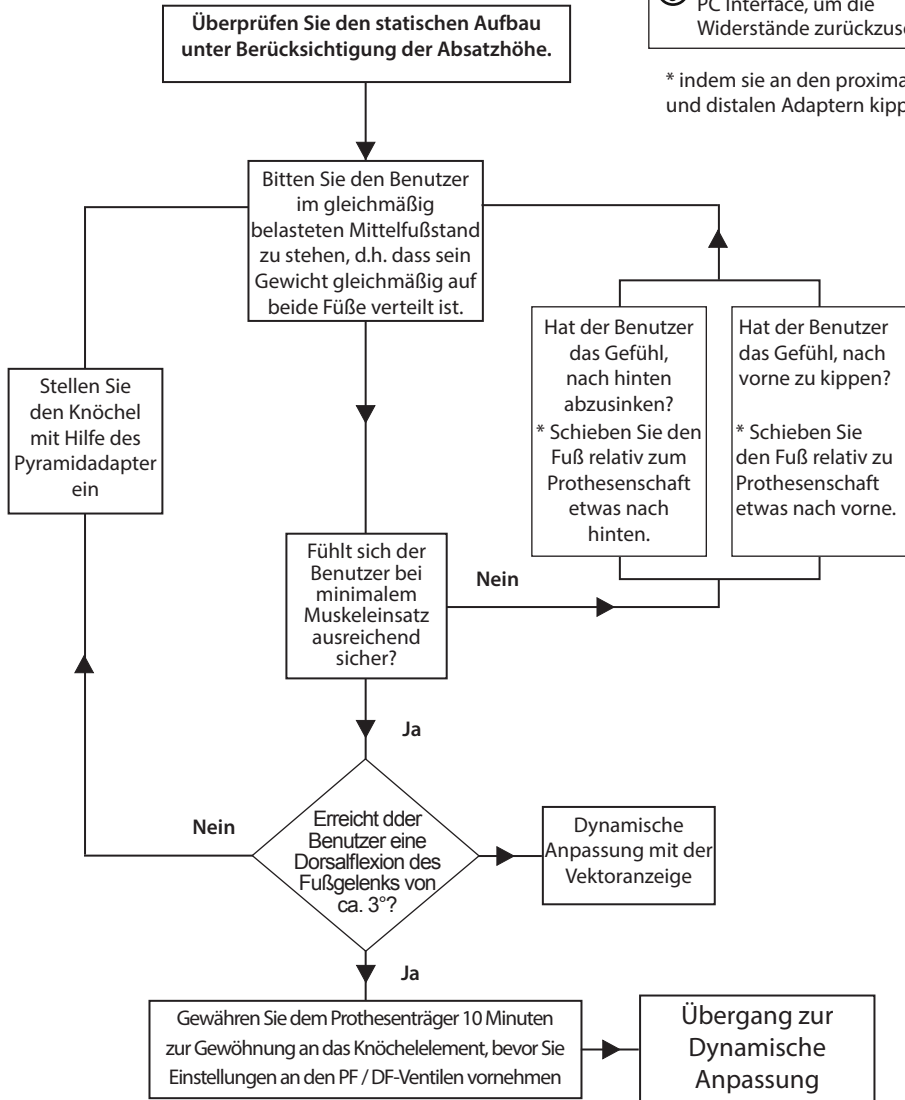 Überprüfen Sie den statischen Aufbau
unter Berücksichtigung der Absatzhöhe.
PC Interface, um die
Widerstände
* indem sie an den
und distalen Adaptern
Bitten Sie den Benutzer
im gleichmäßig
belasteten Mittelfußstand
zu stehen, d.h. dass sein
Gewicht gleichmäßig auf
beide Füße verteilt ist.
Hat der Benutzer
das Gefühl,
nach hinten
abzusinken?
* Schieben Sie den
Fuß relativ zum
Prothesenschaft
etwas nach
hinten.
Hat der Benutzer
das Gefühl, nach
vorne zu kippen?
* Schieben Sie
den Fuß relativ zu
Prothesenschaft
etwas nach vorne.
Stellen Sie
den Knöchel
mit Hilfe des
Pyramidadapter
ein
Fühlt sich der
Benutzer bei
minimalem
Muskeleinsatz
ausreichend
sicher?
Nein
Ja
Nein
Erreicht dder
Benutzer eine
Dorsalflexion des
Fußgelenks von
ca. 3°?
Dynamische
Anpassung mit der
Vektoranzeige
Ja
Gewähren Sie dem Prothesenträger 10 Minuten
zur Gewöhnung an das Knöchelelement, bevor Sie
Einstellungen an den PF / DF-Ventilen vornehmen
Übergang zur
Dynamische
Anpassung